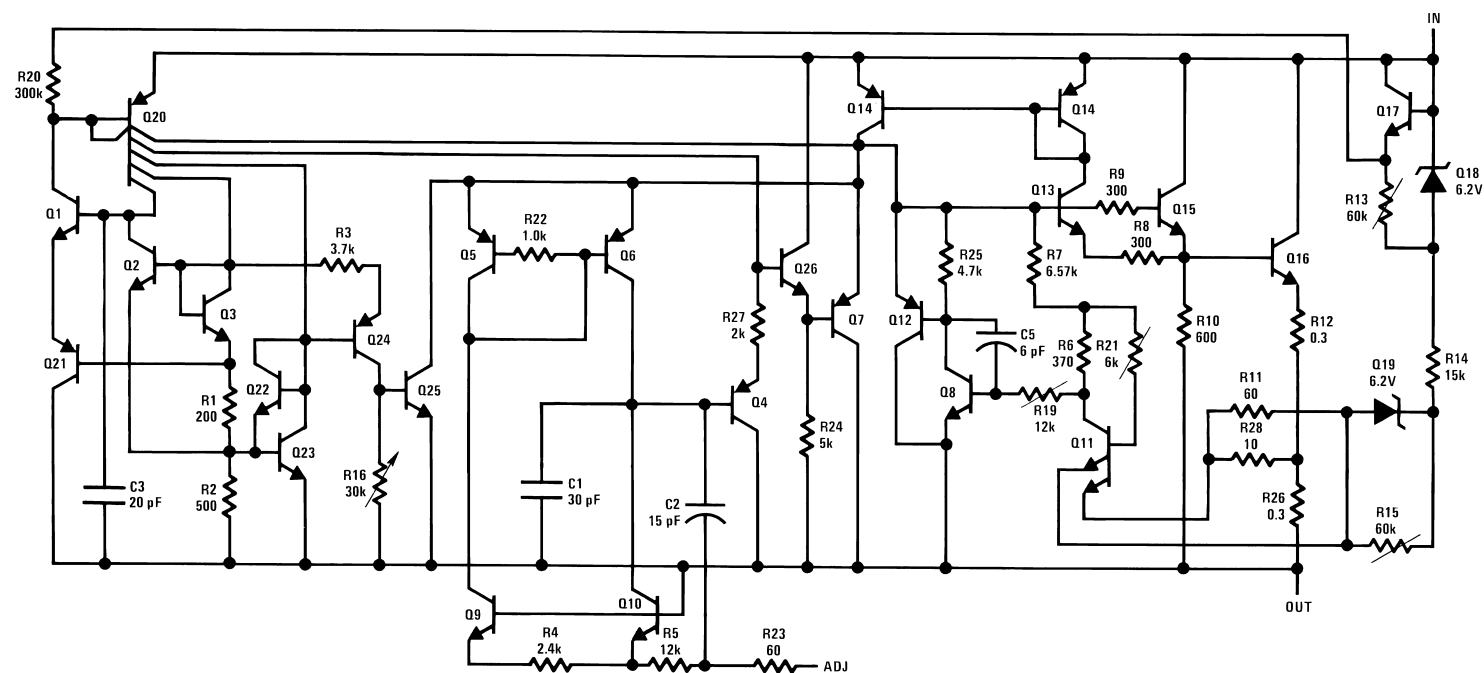 IN
R20
300k
Q20
Q14
Q14
Q17
Q18
6.2V
R13
60k
Q1
Q2
R3
3.7k
Q5
R22
1.0k
Q6
R9
300
Q13
Q15
R8
300
Q26
R25
4.7k
R7
6.57k
Q16
Q3
Q24
R27
2k
Q7
Q12
C5
6 pF
R6
370
R21
6k
R10
600
R12
0.3
Q21
Q22
R1
200
Q25
Q4
Q8
R19
12k
Q19
6.2V
R14
15k
R11
60
R28
10
Q23
R24
5k
Q11
R16
30k
C3
20 pF
R2
500
C1
30 pF
C2
15 pF
R26
0.3
R15
60k
Q9
Q10
OUT
R4
2.4k
R5
12k
R23
60
ADJ